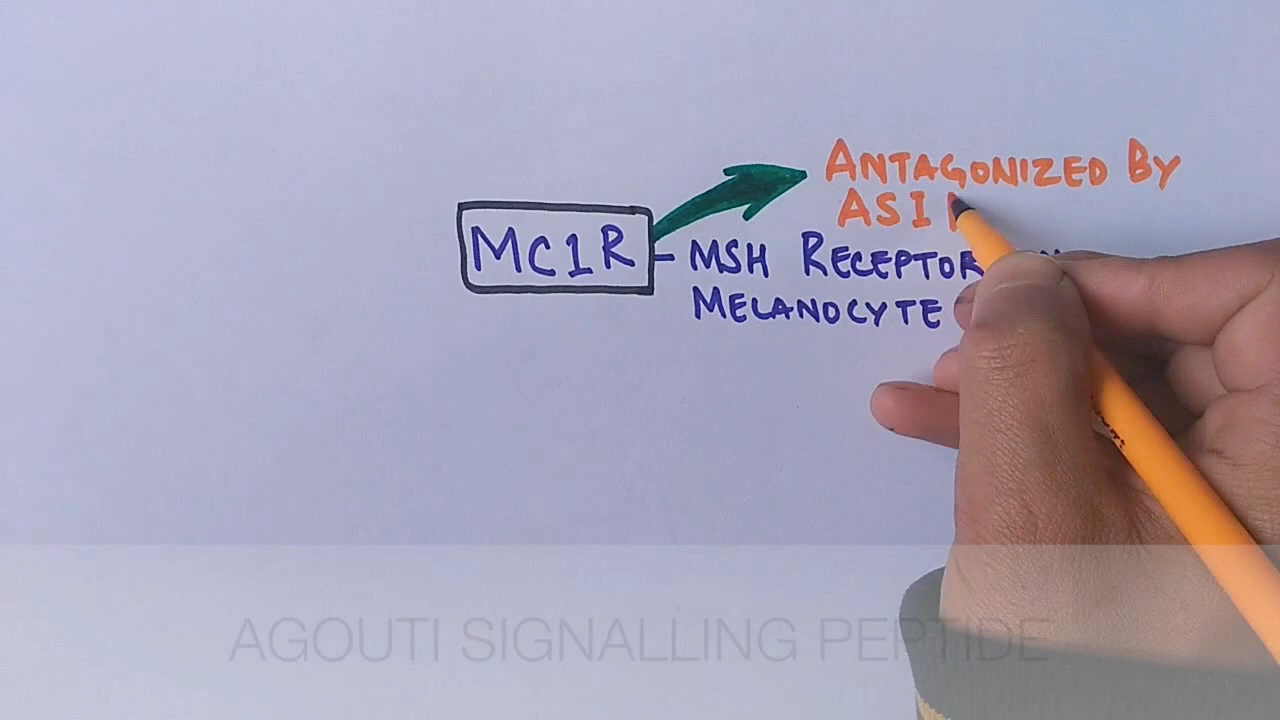 ANTAGONIZED BY
ASI
MC1R - MSH RECEPTOR
MELANOCYTE
AGOUTI SIGNALLING PEPTIDE